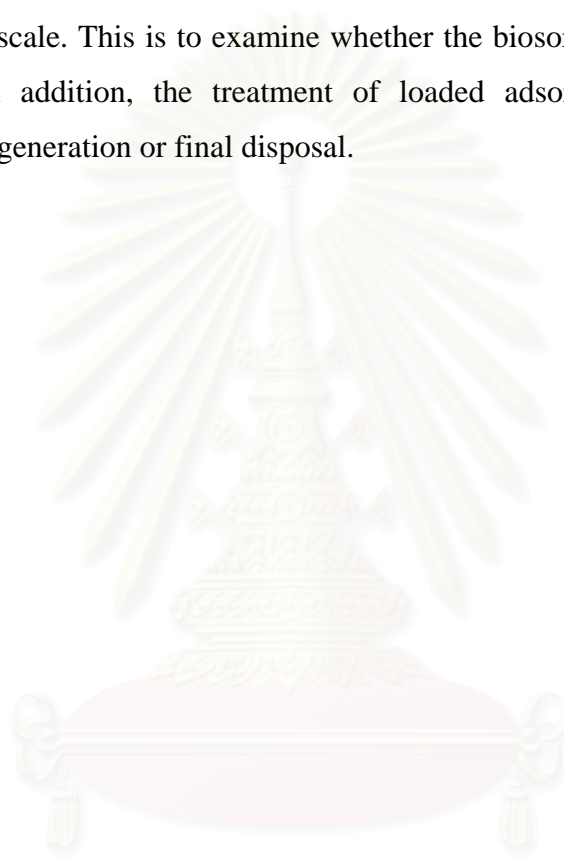 scale. This is to examine whether the bioso
addition, the treatment of loaded adso
generation or final disposal.